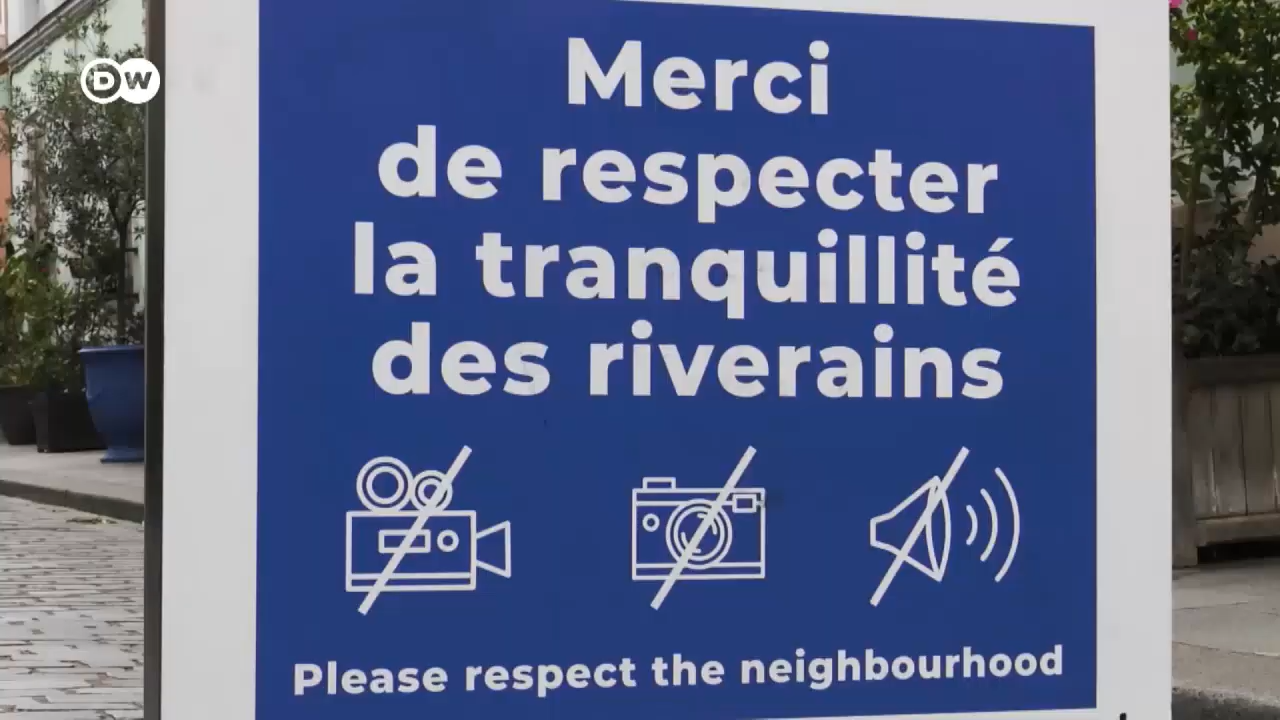 DW
Merci
de respecter
la tranquillité
des riverains
Please respect the neighbourhood